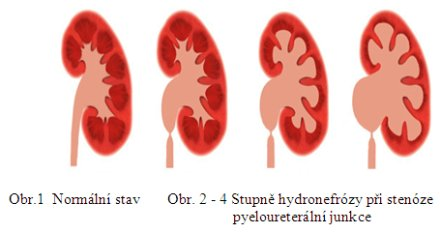 Obr.1  Normální stav
Obr. 2 - 4 Stupně hydronefrózy při stenóze
pyeloureterální junkce